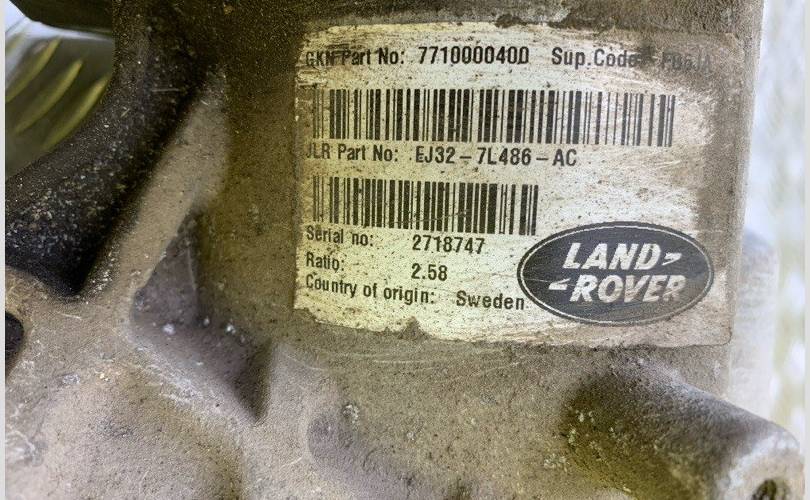 GKN Part No: 7710000400 Sup.Code:
JLR Part No: EJ32-7L486-AC
Serial no: 2718747
Ratio: 2.58
Country of origin: Sweden
LAND-
-ROVER